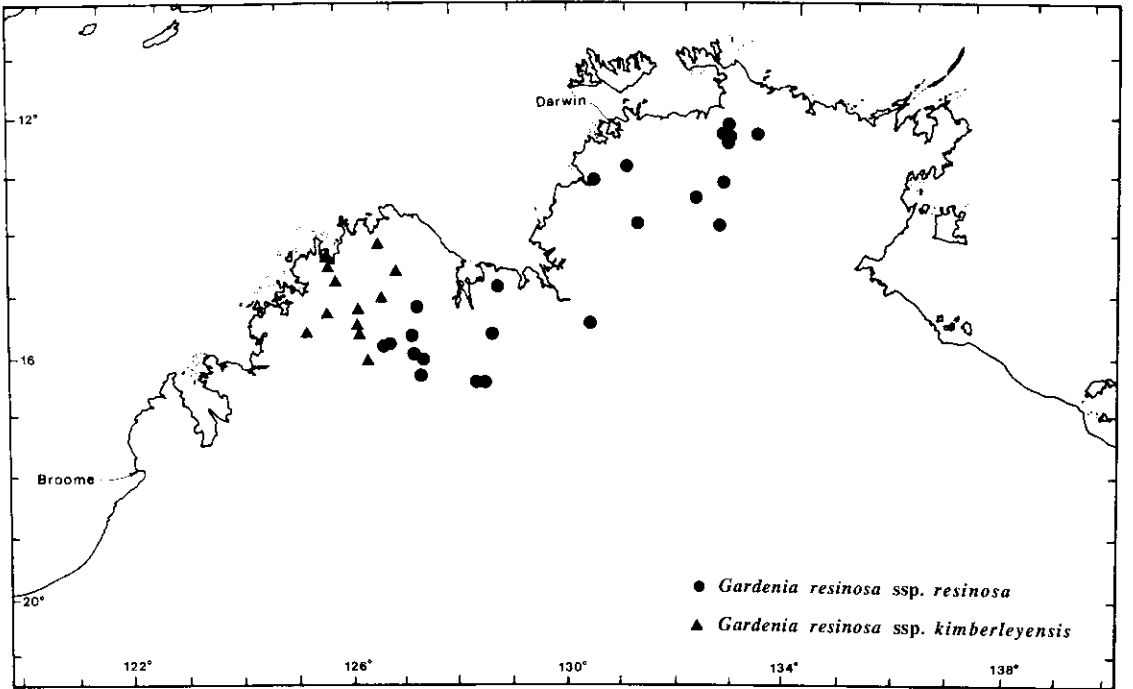 Darwin
12°
16
Broome
● Gardenia resinosa ssp. resinosa
20°
▲ Gardenia resinosa ssp. kimberleyensis
122° 126° 130° 134° 138°